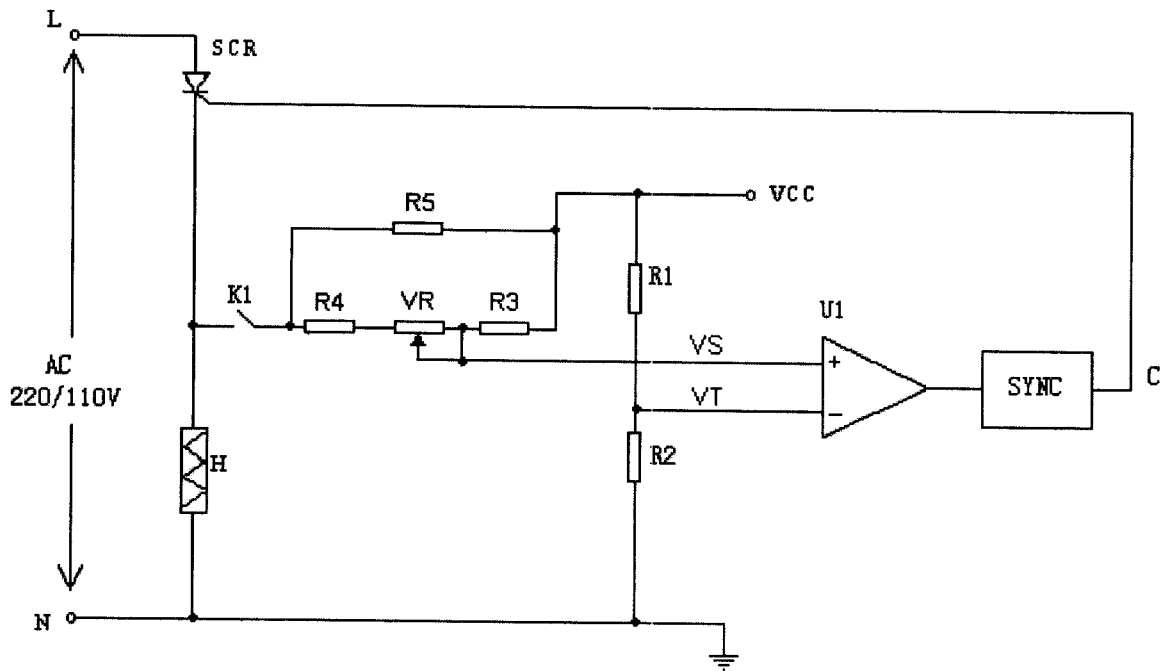 L
SCR
VCC
R5
R1
K1
R4
VR
R3
U1
VS
+
AC
220/110V
SYNC
C
VT
−
H
R2
N